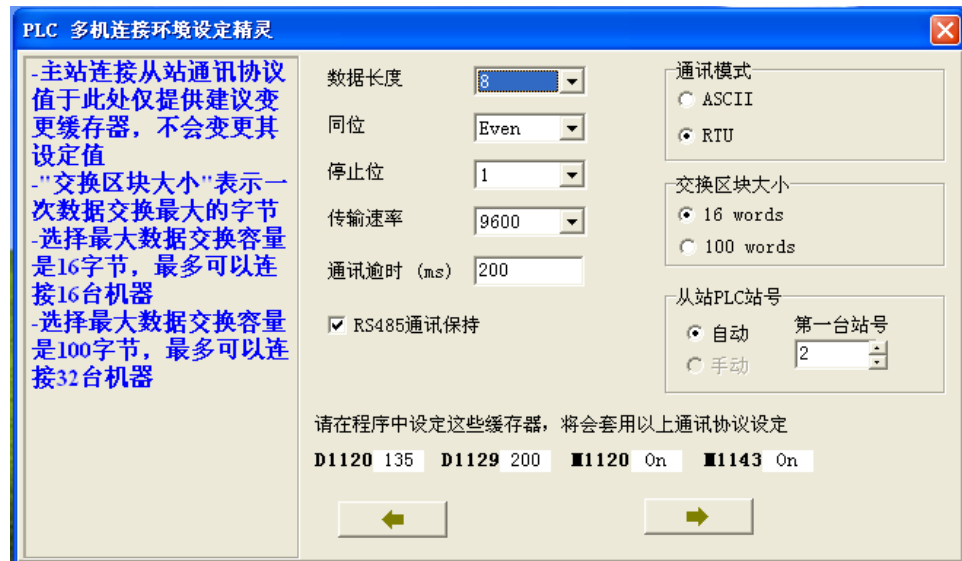 PLC 多机连接环境设定精灵
-主站连接从站通讯协议
值于此处仅提供建议变
更缓存器，不会变更其
设定值
-"交换区块大小"表示一
次数据交换最大的字节
-选择最大数据交换容量
是16字节，最多可以连
接16台机器
-选择最大数据交换容量
是100字节，最多可以连
接32台机器
数据长度 8
同位 Even
停止位 1
传输速率 9600
通讯逾时 (ms) 200
RS485通讯保持
通讯模式
ASCII
RTU
交换区块大小
16 words
100 words
从站PLC站号
自动
手动
第一台站号
2
请在程序中设定这些缓存器，将会套用以上通讯协议设定
D1120 135 D1129 200 M1120 On M1143 On